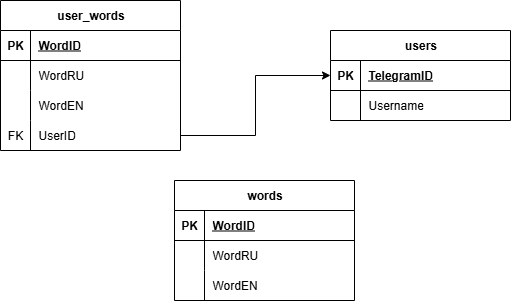 user_words
PK WordID
WordRU
WordEN
FK UserID
users
PK TelegramID
Username
words
PK WordID
WordRU
WordEN